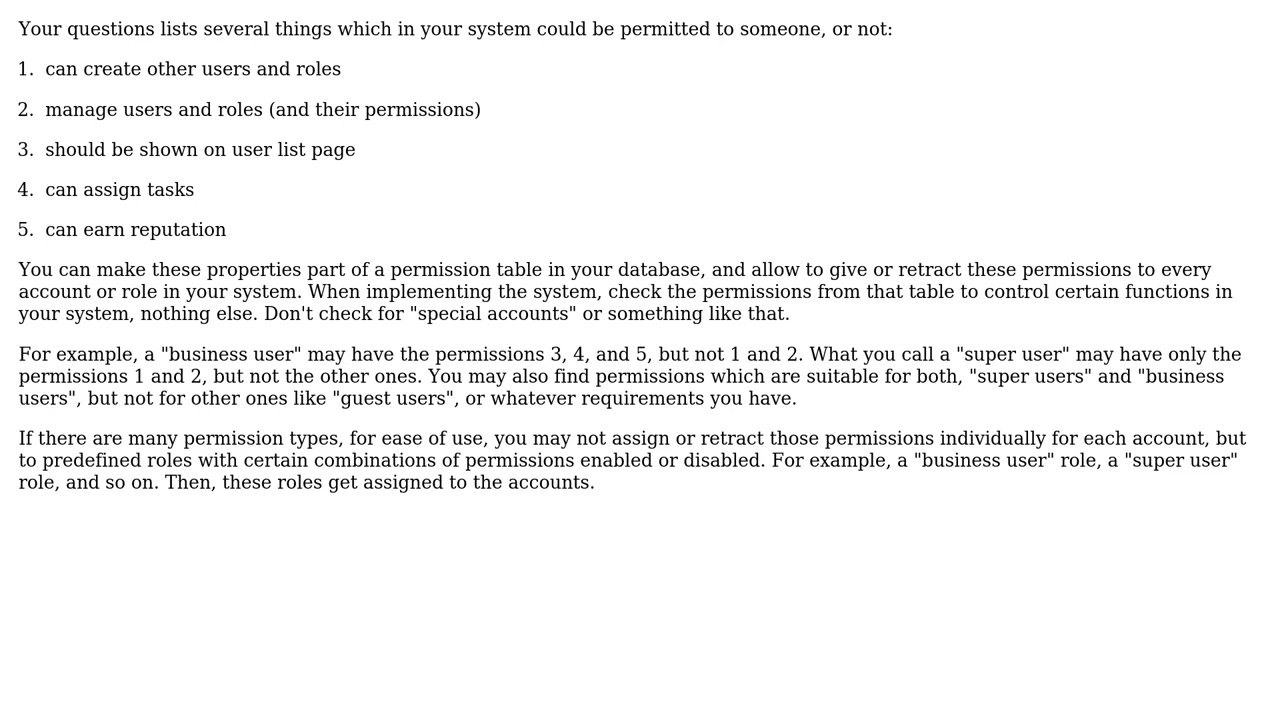 Your questions lists several things which in your system could be permitted to someone, or not:
1. can create other users and roles
2. manage users and roles (and their permissions)
3. should be shown on user list page
4. can assign tasks
5. can earn reputation
You can make these properties part of a permission table in your database, and allow to give or retract these permissions to every
account or role in your system. When implementing the system, check the permissions from that table to control certain functions in
your system, nothing else. Don't check for "special accounts" or something like that.
For example, a "business user" may have the permissions 3, 4, and 5, but not 1 and 2. What you call a "super user" may have only the
permissions 1 and 2, but not the other ones. You may also find permissions which are suitable for both, "super users" and "business
users", but not for other ones like "guest users", or whatever requirements you have.
If there are many permission types, for ease of use, you may not assign or retract those permissions individually for each account, but
to predefined roles with certain combinations of permissions enabled or disabled. For example, a "business user" role, a "super user"
role, and so on. Then, these roles get assigned to the accounts.